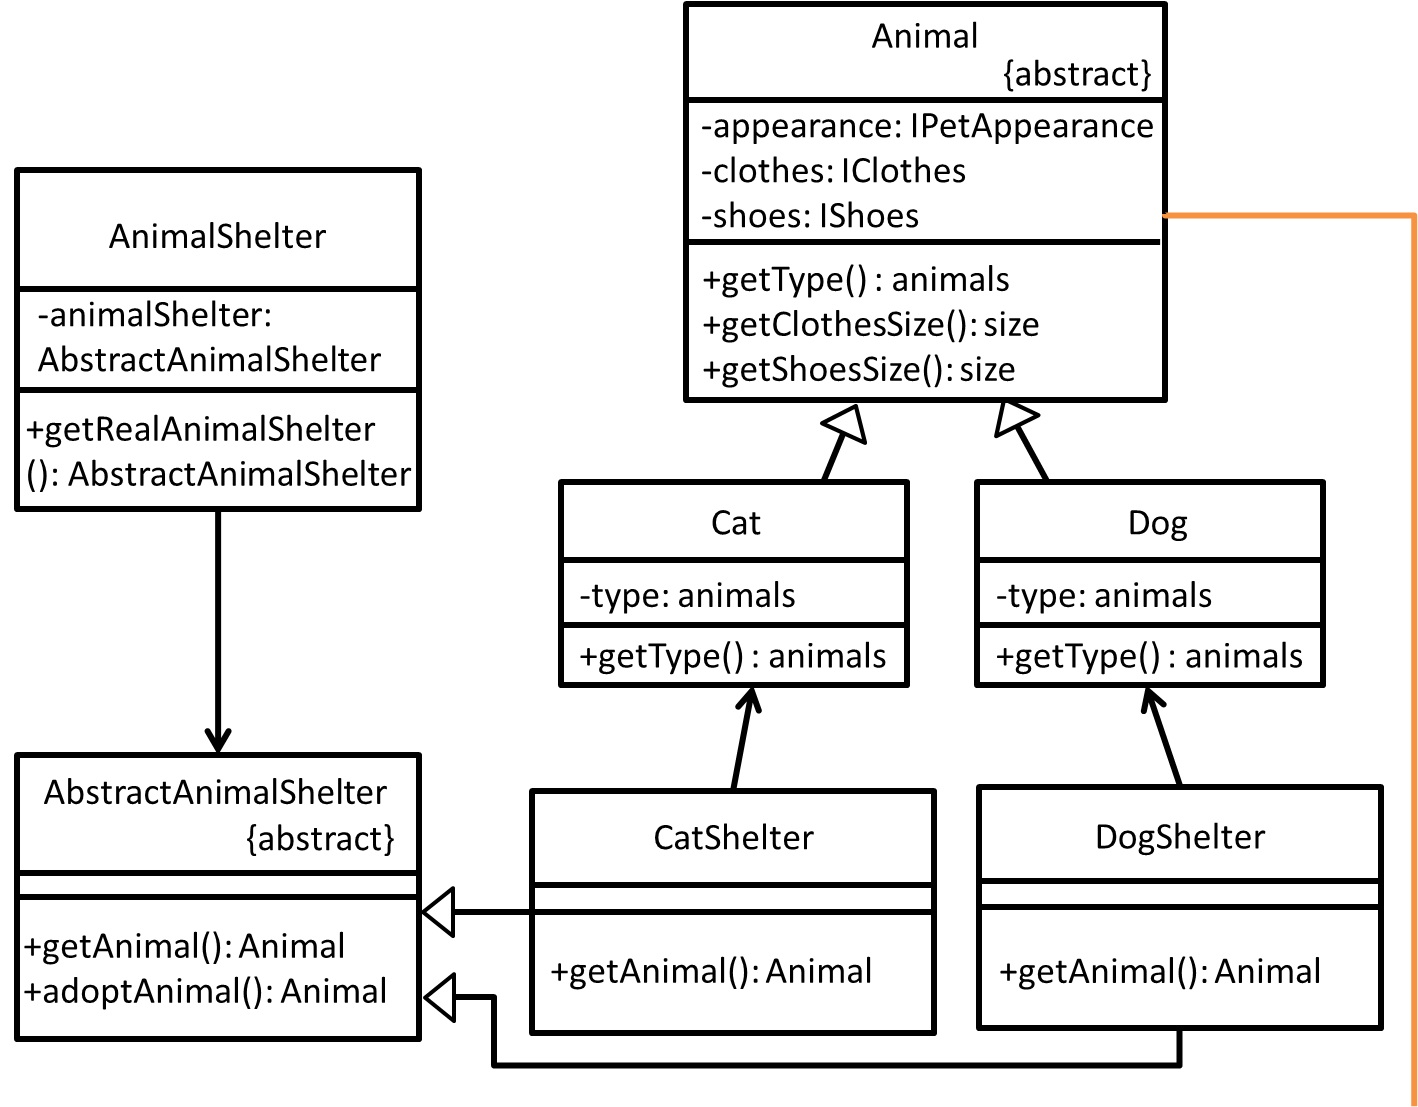 Animal
{abstract}
-appearance: IPetAppearance
-clothes: IClothes
-shoes: IShoes
+getType() : animals
+getClothesSize(): size
+getShoesSize(): size
AnimalShelter
-animalShelter:
AbstractAnimalShelter
+getRealAnimalShelter
(): AbstractAnimalShelter
Cat
-type: animals
+getType() : animals
Dog
-type: animals
+getType() : animals
AbstractAnimalShelter
{abstract}
+getAnimal(): Animal
+adoptAnimal(): Animal
CatShelter
+getAnimal(): Animal
DogShelter
+getAnimal(): Animal